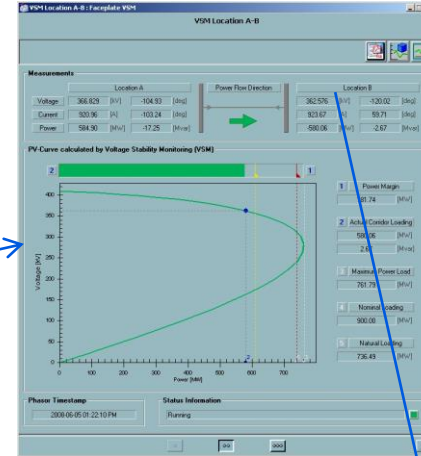 VSM Location A-B : Faceplate VSM
VSM Location A-B
Measurements
Location A
Power Flow Direction
Location B
Voltage 366.829 [kV] -104.93 [deg] 362.576 [kV] -120.02 [deg]
Current 920.96 [A] -103.24 [deg] 923.67 [A] 59.71 [deg]
Power 584.90 [MW] -17.25 [Mvar] -580.06 [MW] -2.67 [Mvar]
PV-Curve calculated by Voltage Stability Monitoring (VSM)
2 1
1 Power Margin
81.74 [MW]
2 Actual Corridor Loading
580.06 [MW]
2.67 [Mvar]
3 Maximum Power Load
761.79 [MW]
4 Nominal Loading
900.00 [MW]
5 Natural Loading
736.49 [MW]
Voltage [kV]
400
350
300
250
200
150
100
50
0
0 100 200 300 400 500 600 700
2
Power [MW]
Phasor Timestamp
2008-06-05 01:22:10 PM
Status Information
Running